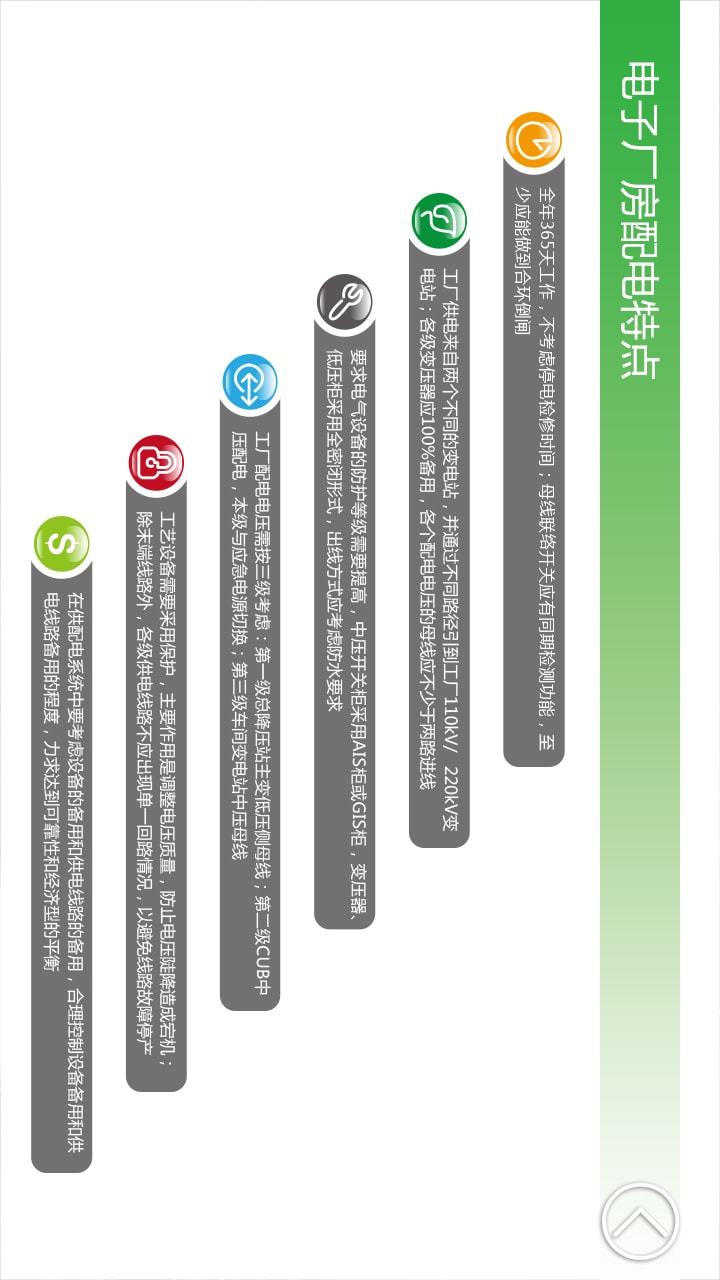 电子厂房配电特点
全年365天工作，不考虑停电检修时间；母线联络开关应有同期检测功能，至
少应能做到合环倒闸
工厂供电来自两个不同的变电站，并通过不同路径引到工厂110kV/ 220kV变
电站；各级变压器应100%备用，各个配电电压的母线应不少于两路进线
要求电气设备的防护等级需要提高，中压开关柜采用AIS柜或GIS柜，变压器、
低压柜采用全密闭形式，出线方式应考虑防水要求
工厂配电电压需按三级考虑：第一级总降压站主变低压侧母线；第二级CUB中
压配电，本级与应急电源切换；第三级车间变电站中压母线
工艺设备需要采用保护，主要作用是调整电压质量，防止电压陡降造成宕机；
除末端线路外，各级供电线路不应出现单一回路情况，以避免线路故障停产
在供配电系统中要考虑设备的备用和供电线路的备用，合理控制设备备用和供
电线路备用的程度，力求达到可靠性和经济型的平衡